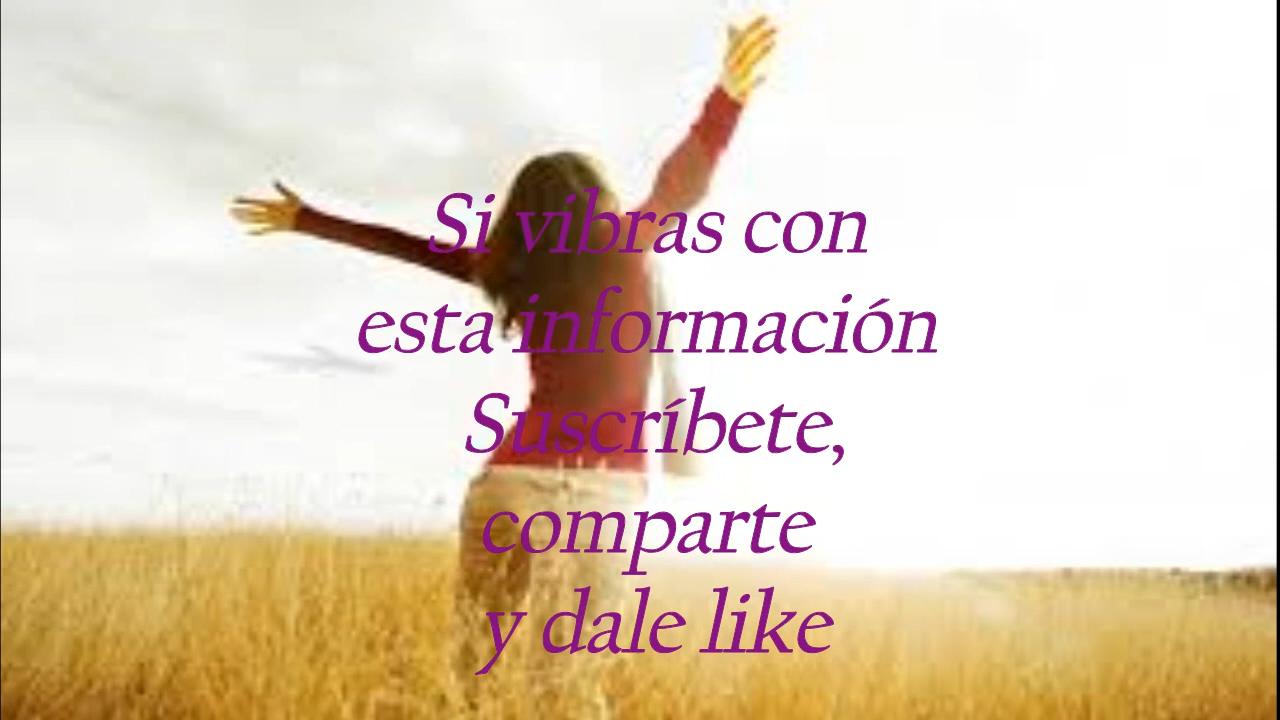 Si vibras con
esta información
Suscríbete,
comparte
y dale like